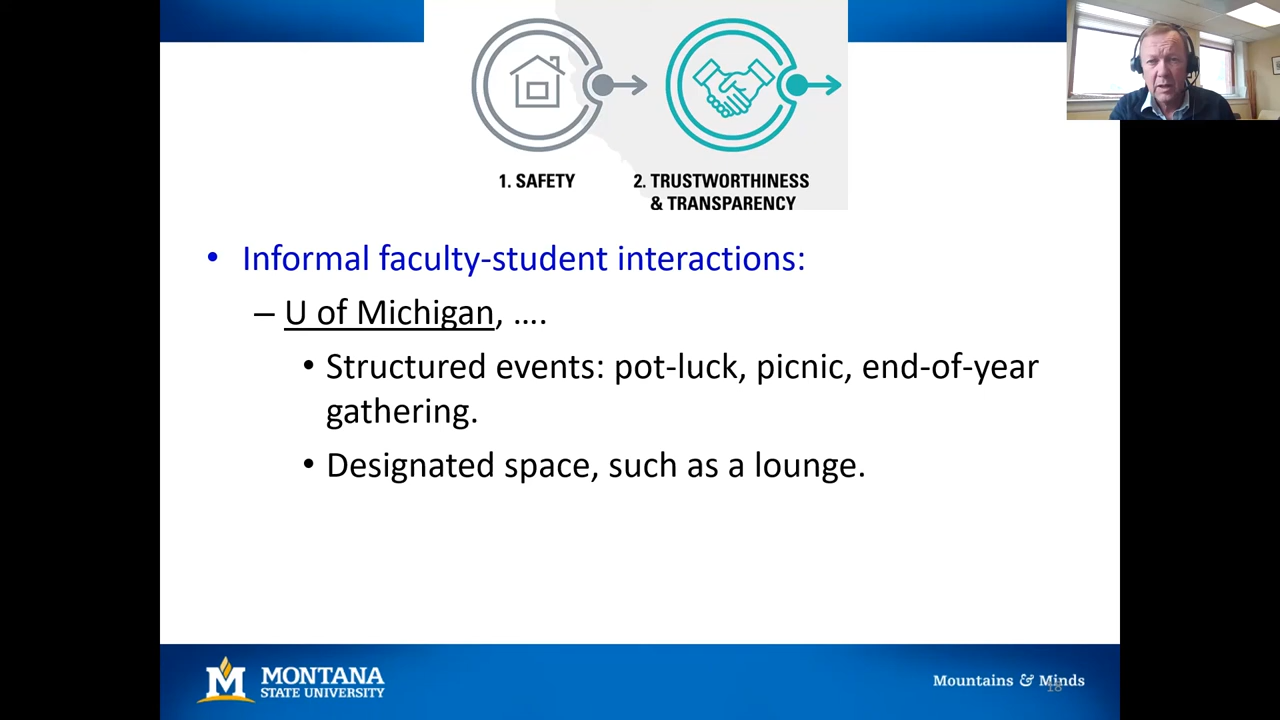 1. SAFETY
2. TRUSTWORTHINESS
& TRANSPARENCY
• Informal faculty-student interactions:
– U of Michigan, ....
• Structured events: pot-luck, picnic, end-of-year
gathering.
• Designated space, such as a lounge.
M MONTANA
STATE UNIVERSITY
Mountains & Minds
18